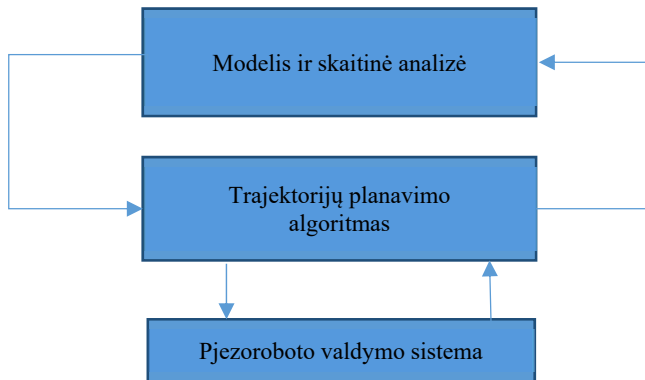 Modelis ir skaitinė analizė
Trajektorijų planavimo
algoritmas
Pjezoroboto valdymo sistema